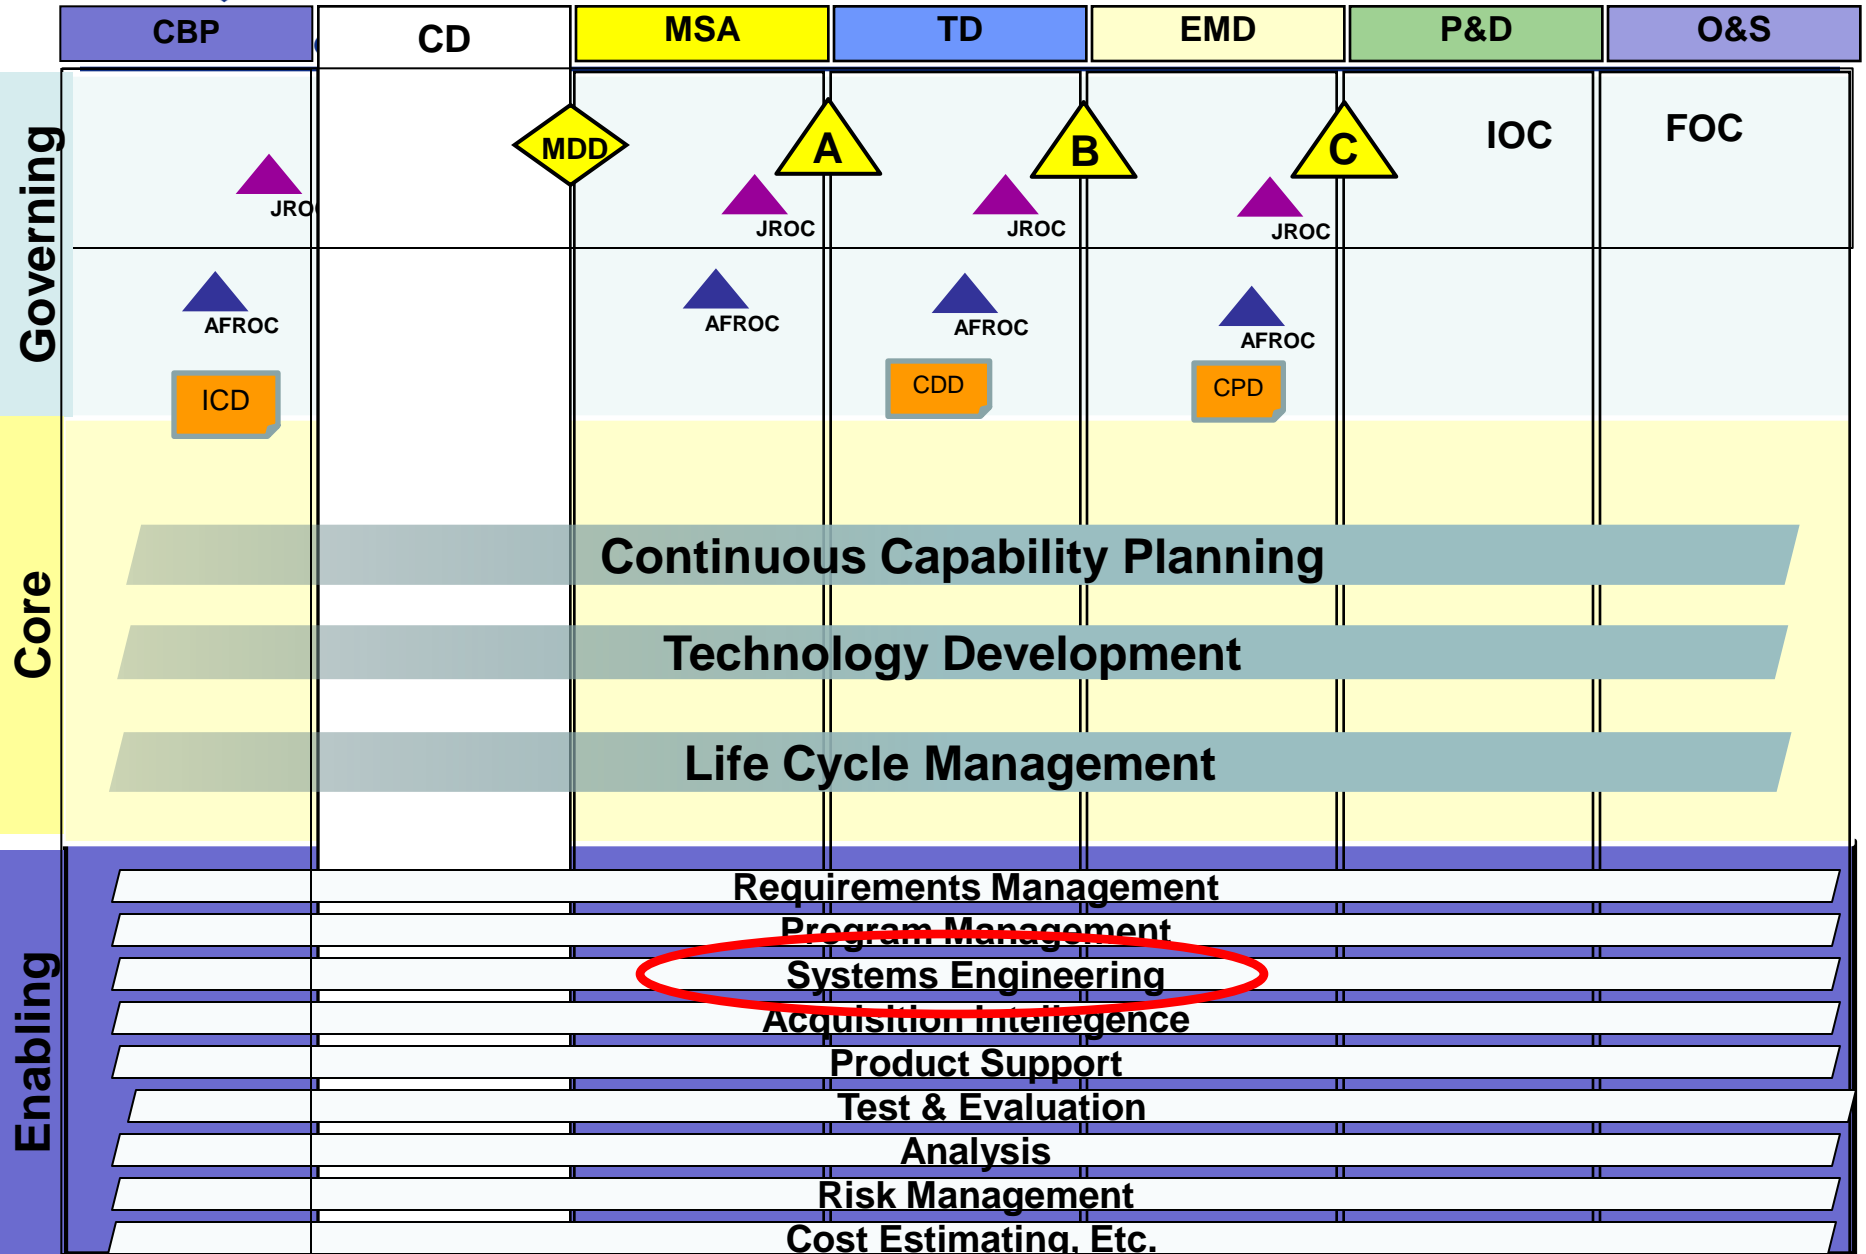 CBP
CD
MSA
TD
EMD
P&D
O&S
Governing
MDD
A
B
C
IOC
FOC
JROC
JROC
JROC
AFROC
AFROC
AFROC
AFROC
ICD
CDD
CPD
Core
Continuous Capability Planning
Technology Development
Life Cycle Management
Enabling
Requirements Management
Program Management
Systems Engineering
Acquisition Intellegence
Product Support
Test & Evaluation
Analysis
Risk Management
Cost Estimating, Etc.